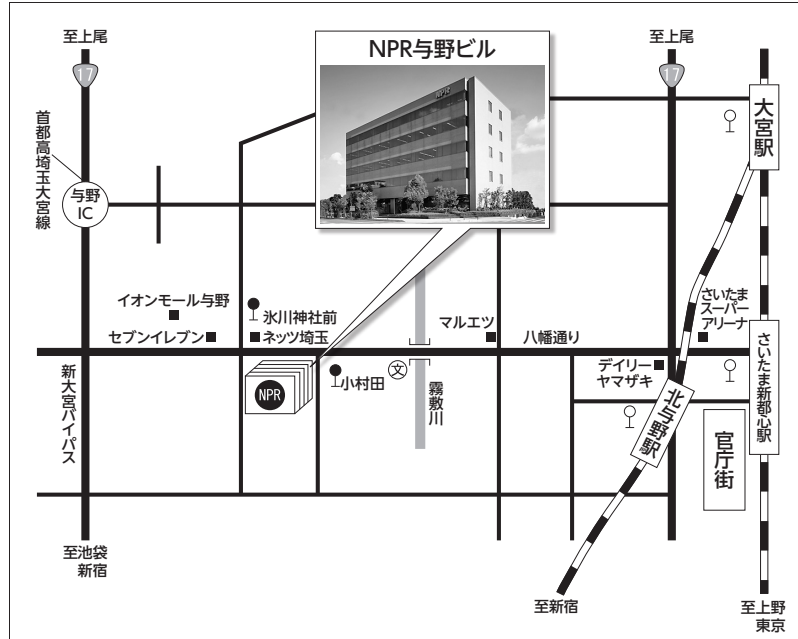 至上尾
17
首都高埼玉大宮線
与野
IC
NPR与野ビル
NPR
至上尾
17
大宮駅
イオンモール与野
セブンイレブン
氷川神社前
ネッツ埼玉
マルエツ
八幡通り
さいたま
スーパー
アリーナ
新大宮バイパス
NPR
小村田
文
霧敷川
デイリー
ヤマザキ
北与野駅
さいたま新都心駅
官庁街
至池袋
新宿
至新宿
至上野
東京